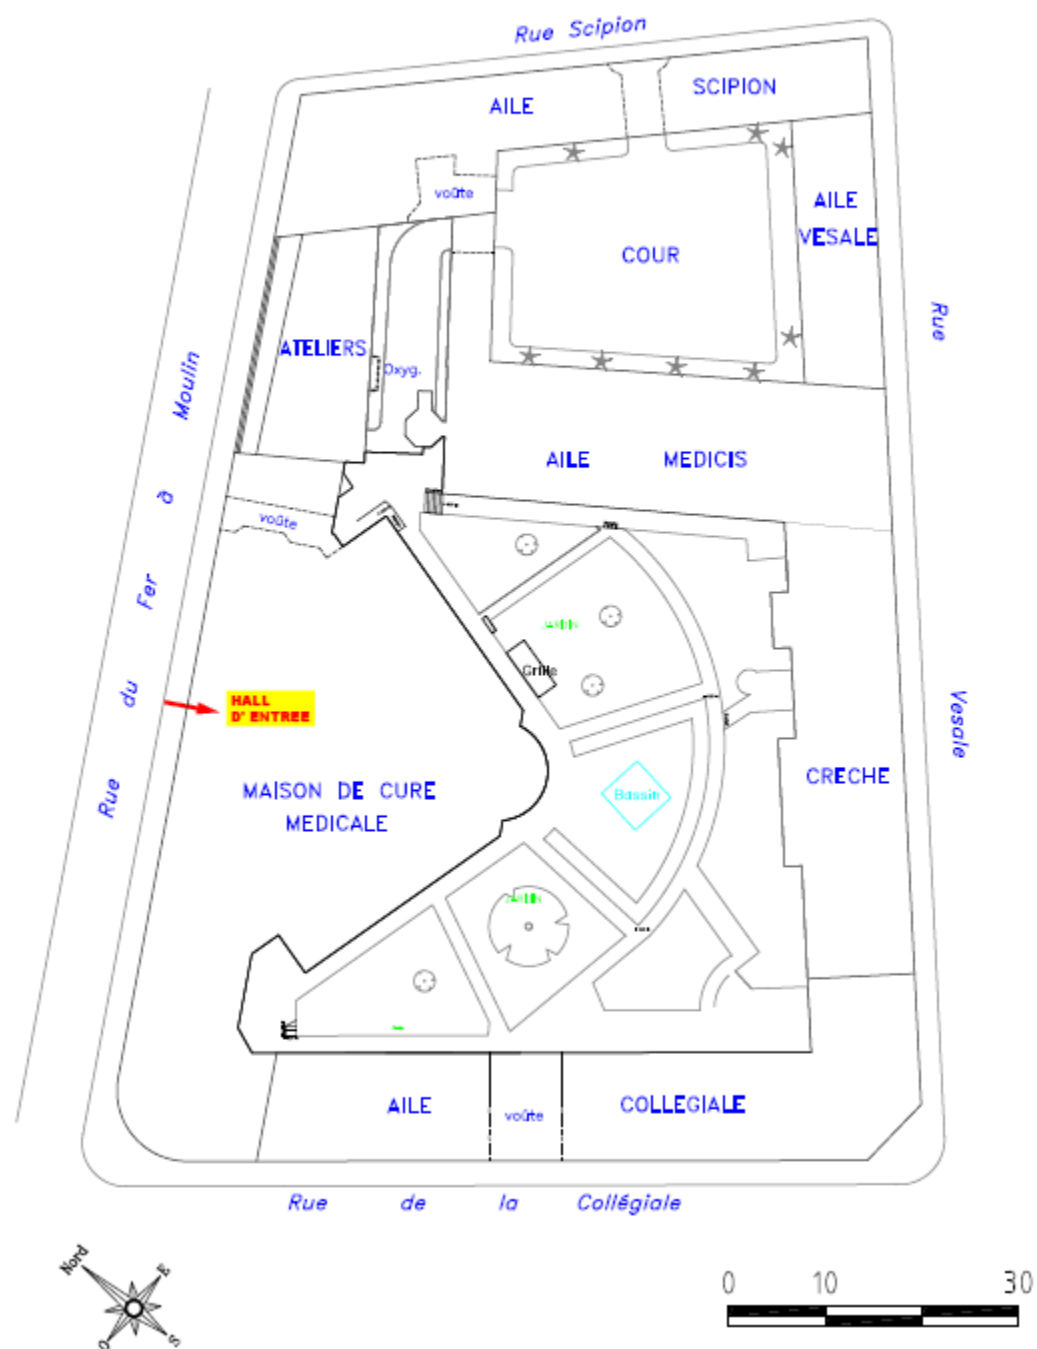 Rue Scipion
AILE SCIPION
voûte
AILE
VESALE
COUR
Rue
ATELIERS
Oxyg.
Rue du Fer à Moulin
AILE MEDICIS
voûte
JARDIN
Grille
HALL
D' ENTREE
Vesale
MAISON DE CURE
MEDICALE
Bassin
CRECHE
JARDIN
AILE COLLEGIALE
voûte
Rue de la Collégiale
Nord
E
O
S
0 10 30